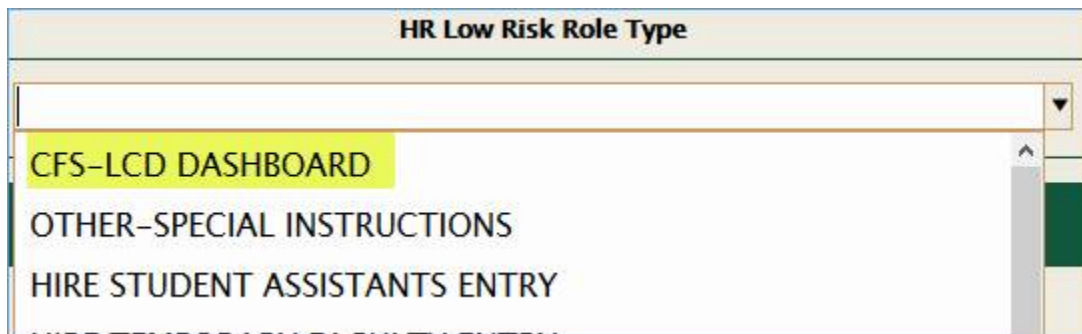 HR Low Risk Role Type
CFS-LCD DASHBOARD
OTHER-SPECIAL INSTRUCTIONS
HIRE STUDENT ASSISTANTS ENTRY